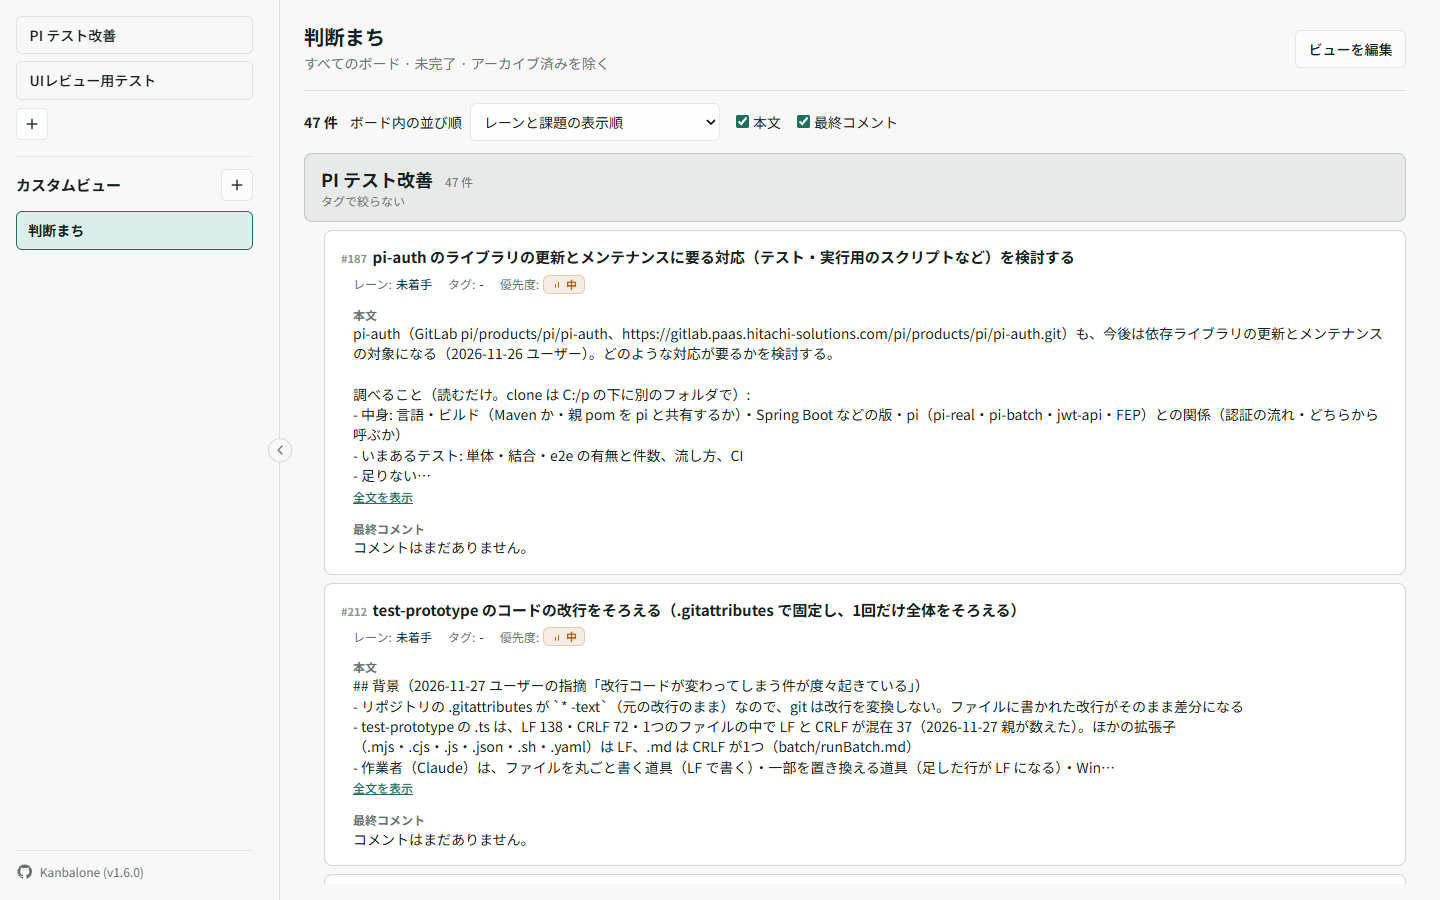 PI テスト改善
UIレビュー用テスト
+
カスタムビュー
+
判断まち
Kanbalone (v1.6.0)
判断まち
すべてのボード · 未完了 · アーカイブ済みを除く
ビューを編集
47 件 ボード内の並び順 レーンと課題の表示順 本文 最終コメント
PI テスト改善 47 件
タグで絞らない
#187 pi-auth のライブラリの更新とメンテナンスに要る対応（テスト・実行用のスクリプトなど）を検討する
レーン: 未着手 タグ: - 優先度: 中
本文
pi-auth（GitLab pi/products/pi/pi-auth、https://gitlab.paas.hitachi-solutions.com/pi/products/pi/pi-auth.git）も、今後は依存ライブラリの更新とメンテナンス
の対象になる（2026-11-26 ユーザー）。どのような対応が要るかを検討する。
調べること（読むだけ。clone は C:/p の下に別のフォルダで）:
- 中身: 言語・ビルド（Maven か・親 pom を pi と共有するか）・Spring Boot などの版・pi（pi-real・pi-batch・jwt-api・FEP）との関係（認証の流れ・どちらから
呼ぶか）
- いまあるテスト: 単体・結合・e2e の有無と件数、流し方、CI
- 足りない…
全文を表示
最終コメント
コメントはまだありません。
#212 test-prototype のコードの改行をそろえる（.gitattributes で固定し、1回だけ全体をそろえる）
レーン: 未着手 タグ: - 優先度: 中
本文
## 背景（2026-11-27 ユーザーの指摘「改行コードが変わってしまう件が度々起きている」）
- リポジトリの .gitattributes が `* -text`（元の改行のまま）なので、git は改行を変換しない。ファイルに書かれた改行がそのまま差分になる
- test-prototype の .ts は、LF 138・CRLF 72・1つのファイルの中で LF と CRLF が混在 37（2026-11-27 親が数えた）。ほかの拡張子
（.mjs・.cjs・.js・.json・.sh・.yaml）は LF、.md は CRLF が1つ（batch/runBatch.md）
- 作業者（Claude）は、ファイルを丸ごと書く道具（LF で書く）・一部を置き換える道具（足した行が LF になる）・Win…
全文を表示
最終コメント
コメントはまだありません。